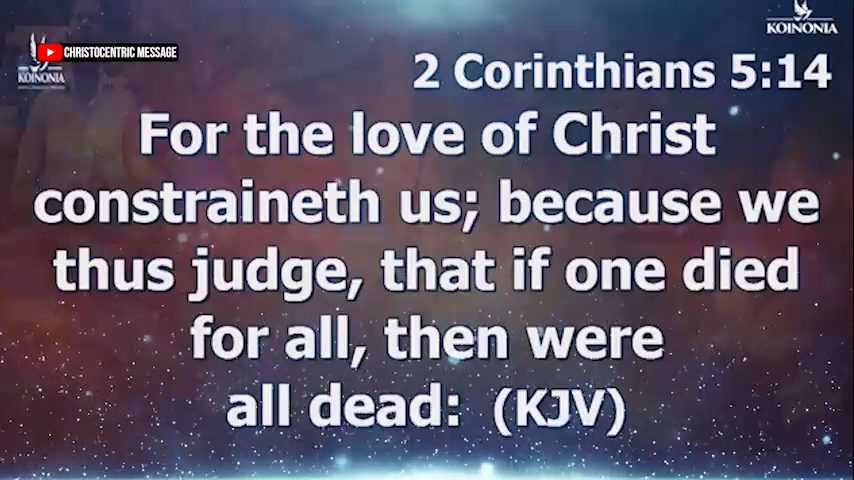 CHRISTOCENTRIC MESSAGE
KOINONIA
KOINONIA
2 Corinthians 5:14
For the love of Christ
constraineth us; because we
thus judge, that if one died
for all, then were
all dead: (KJV)